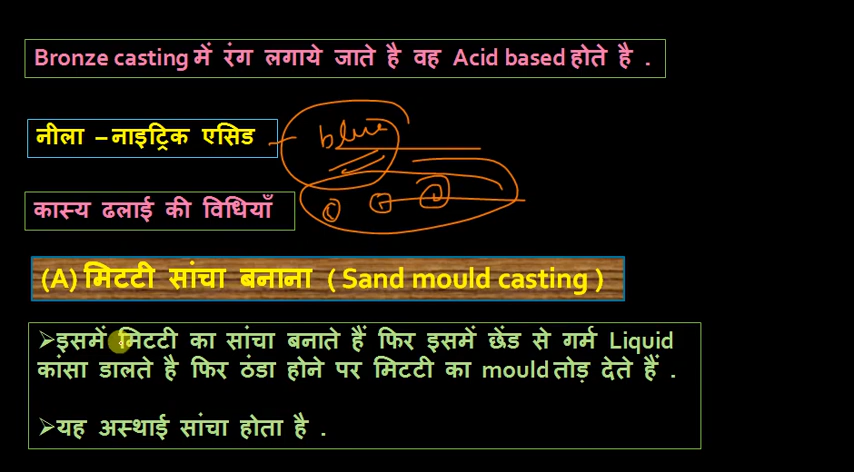 Bronze casting में रंग लगाये जाते है वह Acid based होते है .
नीला – नाइट्रिक एसिड
blue
कास्य ढलाई की विधियाँ
(A) मिटटी सांचा बनाना ( Sand mould casting )
➢इसमें मिटटी का सांचा बनाते हैं फिर इसमें छेंड से गर्म Liquid
कांसा डालते है फिर ठंडा होने पर मिटटी का mould तोड़ देते हैं .
➢यह अस्थाई सांचा होता है .